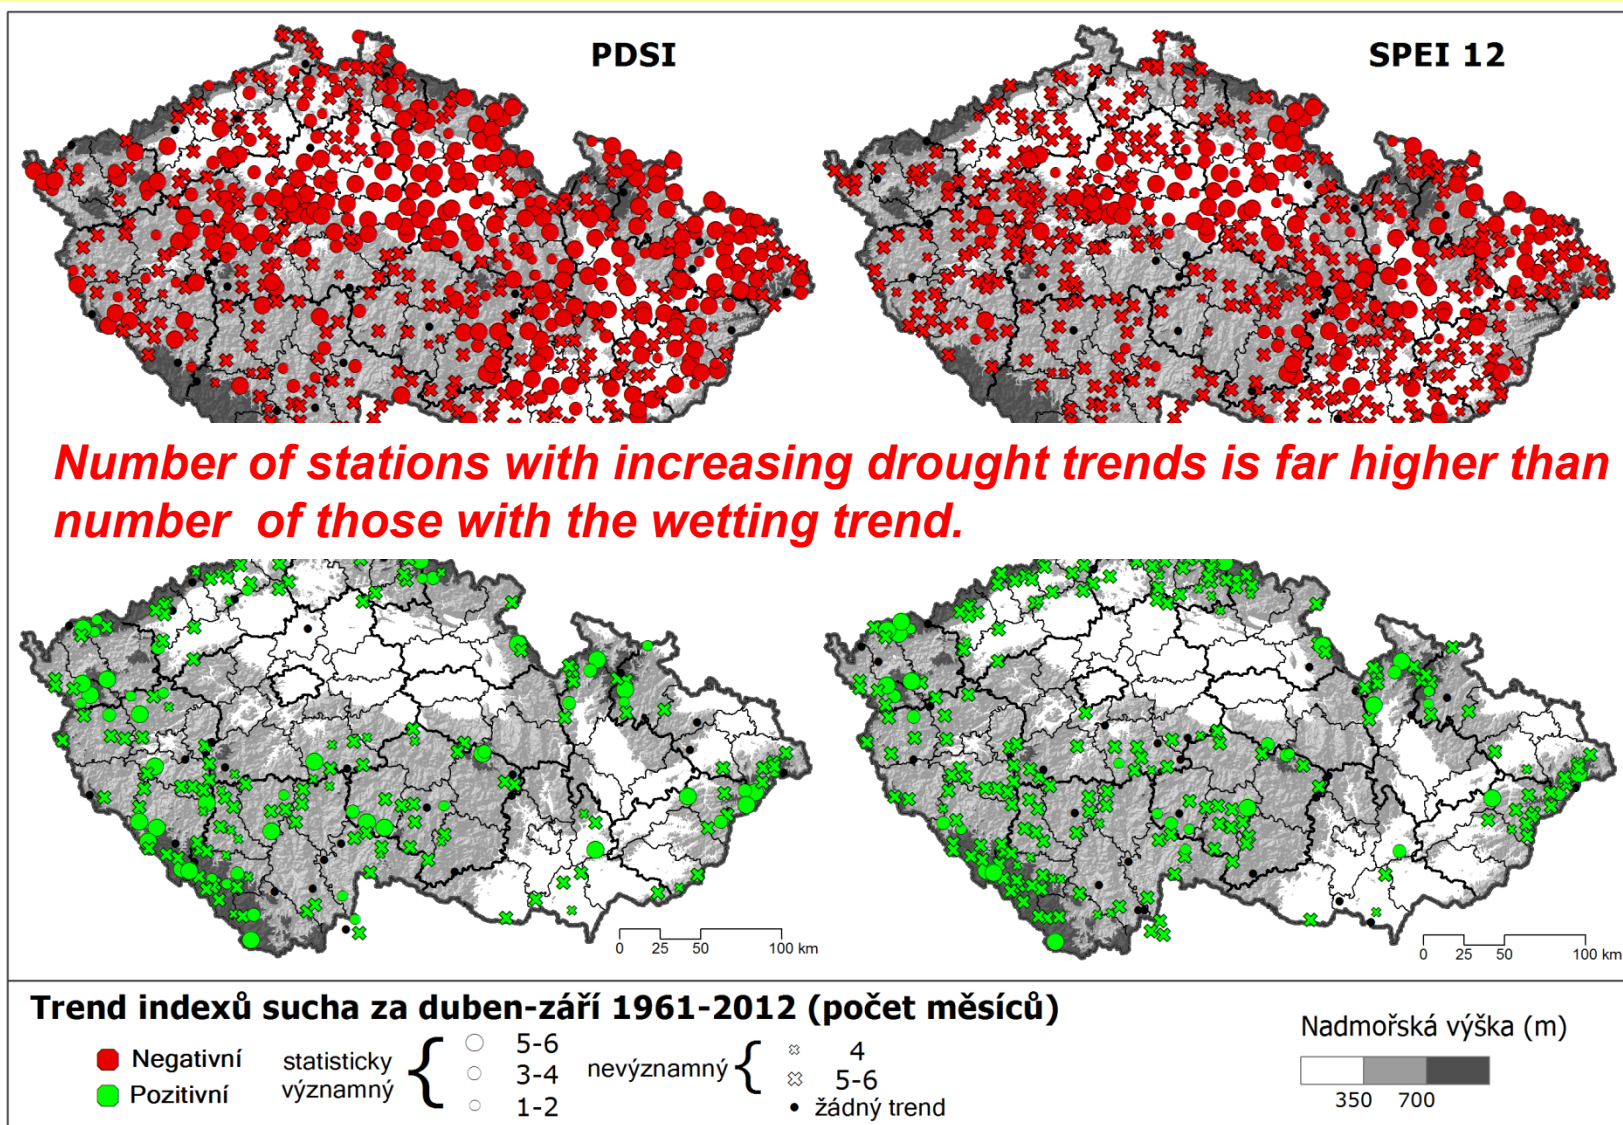 PDSI
SPEI 12
Number of stations with increasing drought trends is far higher than
number of those with the wetting trend.
0 25 50 100 km
0 25 50 100 km
Trend indexů sucha za duben-září 1961-2012 (počet měsíců)
Negativní
Pozitivní
statisticky
významný
5-6
3-4
1-2
nevýznamný
4
5-6
žádný trend
Nadmořská výška (m)
350 700